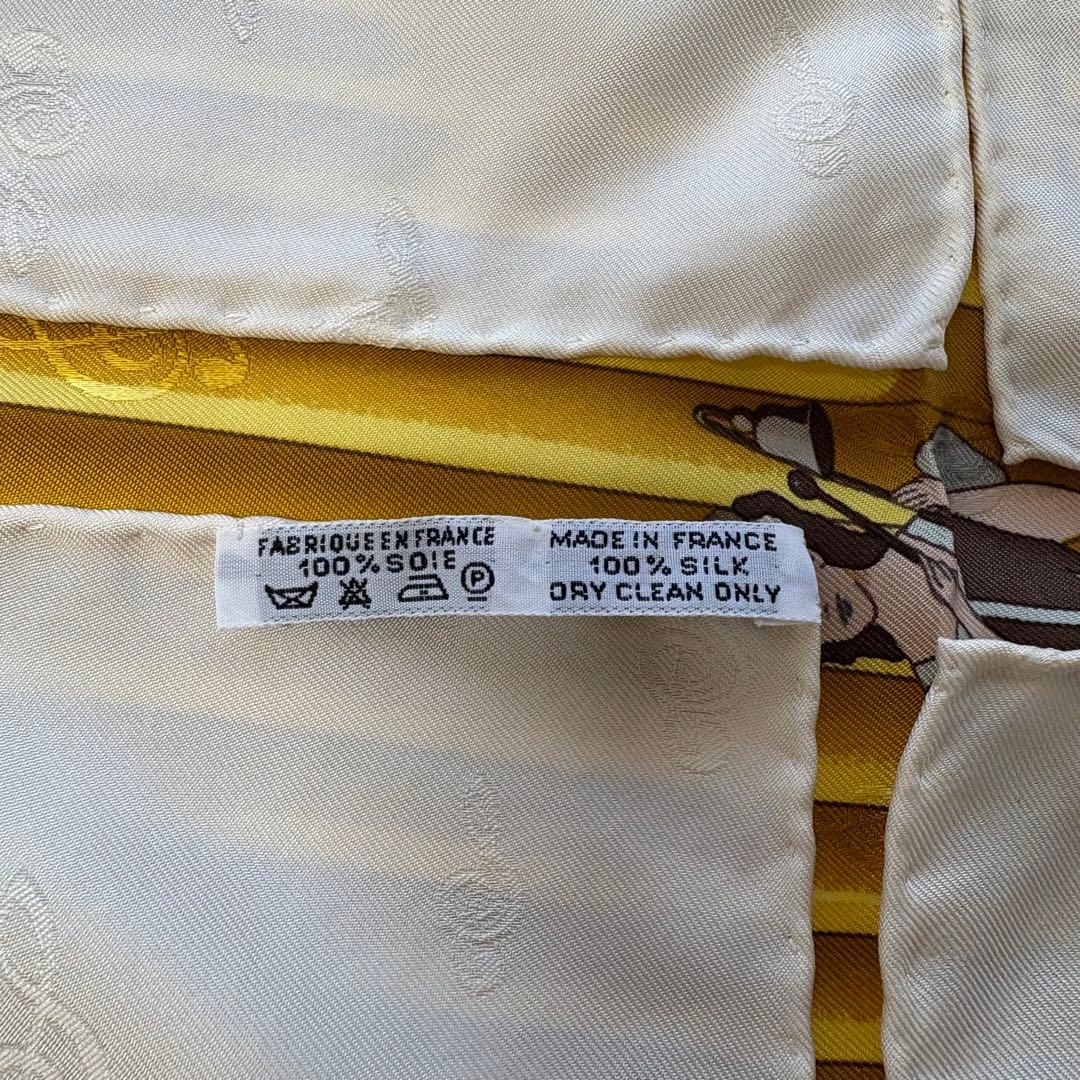 FABRIQUE EN FRANCE
100% SOIE
P
MADE IN FRANCE
100% SILK
DRY CLEAN ONLY